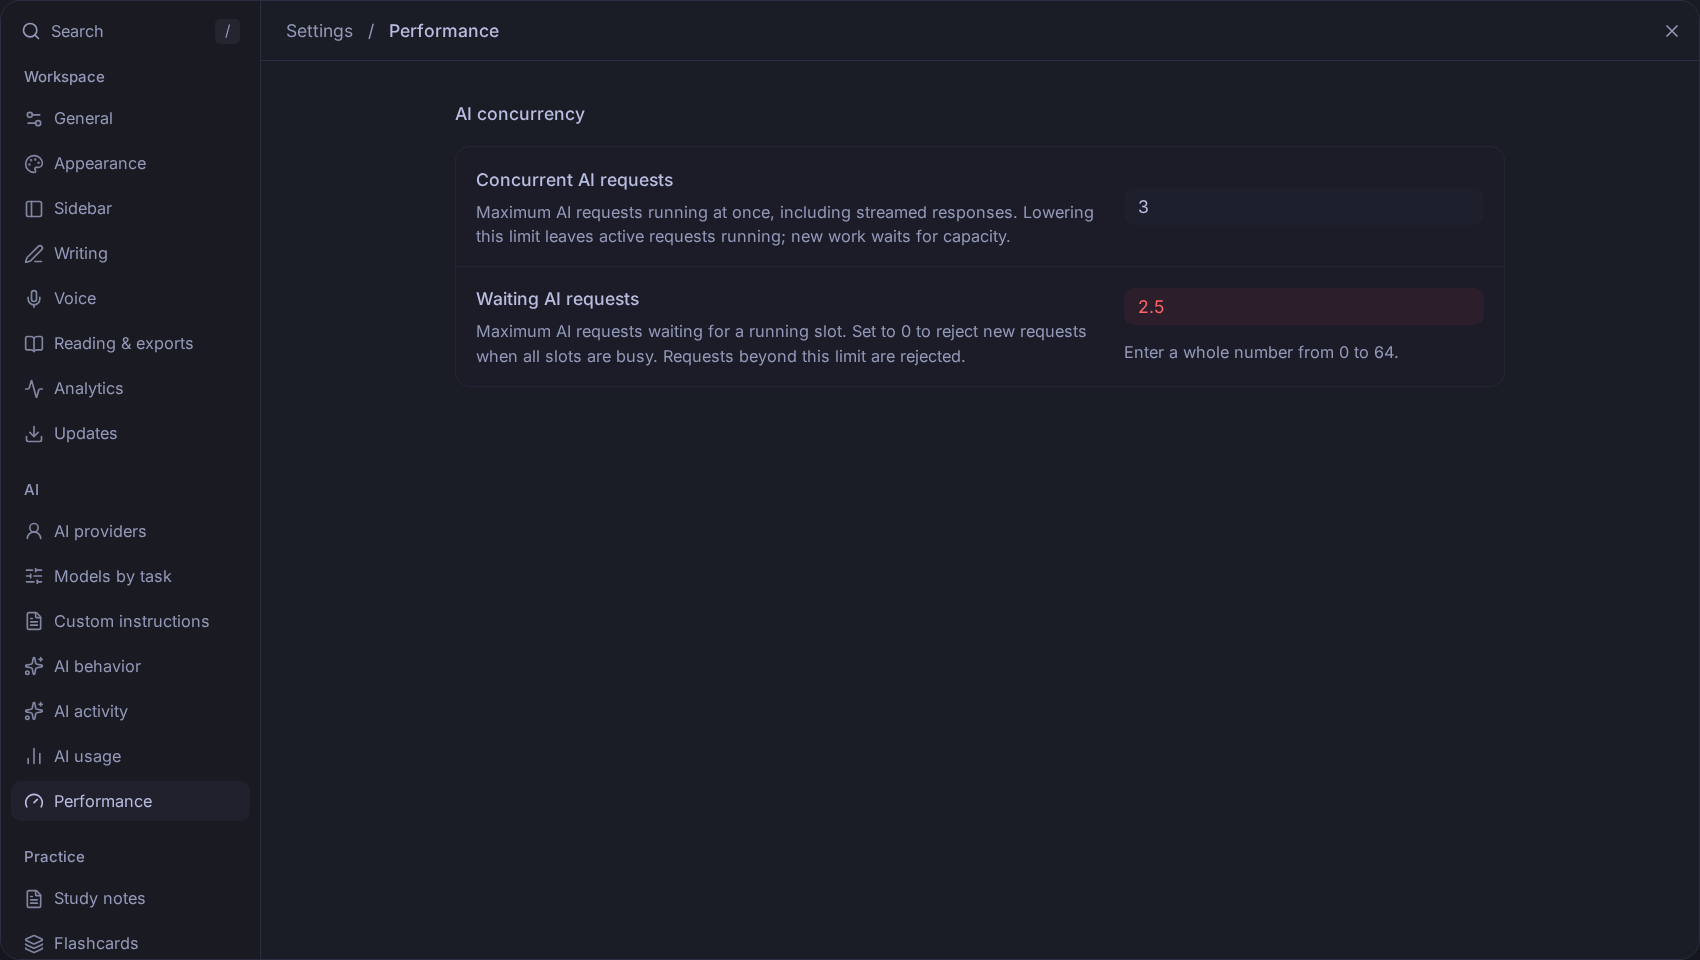 Search
/
Workspace
General
Appearance
Sidebar
Writing
Voice
Reading & exports
Analytics
Updates
AI
AI providers
Models by task
Custom instructions
AI behavior
AI activity
AI usage
Performance
Practice
Study notes
Flashcards
Settings / Performance
AI concurrency
Concurrent AI requests
Maximum AI requests running at once, including streamed responses. Lowering
this limit leaves active requests running; new work waits for capacity.
3
Waiting AI requests
Maximum AI requests waiting for a running slot. Set to 0 to reject new requests
when all slots are busy. Requests beyond this limit are rejected.
2.5
Enter a whole number from 0 to 64.